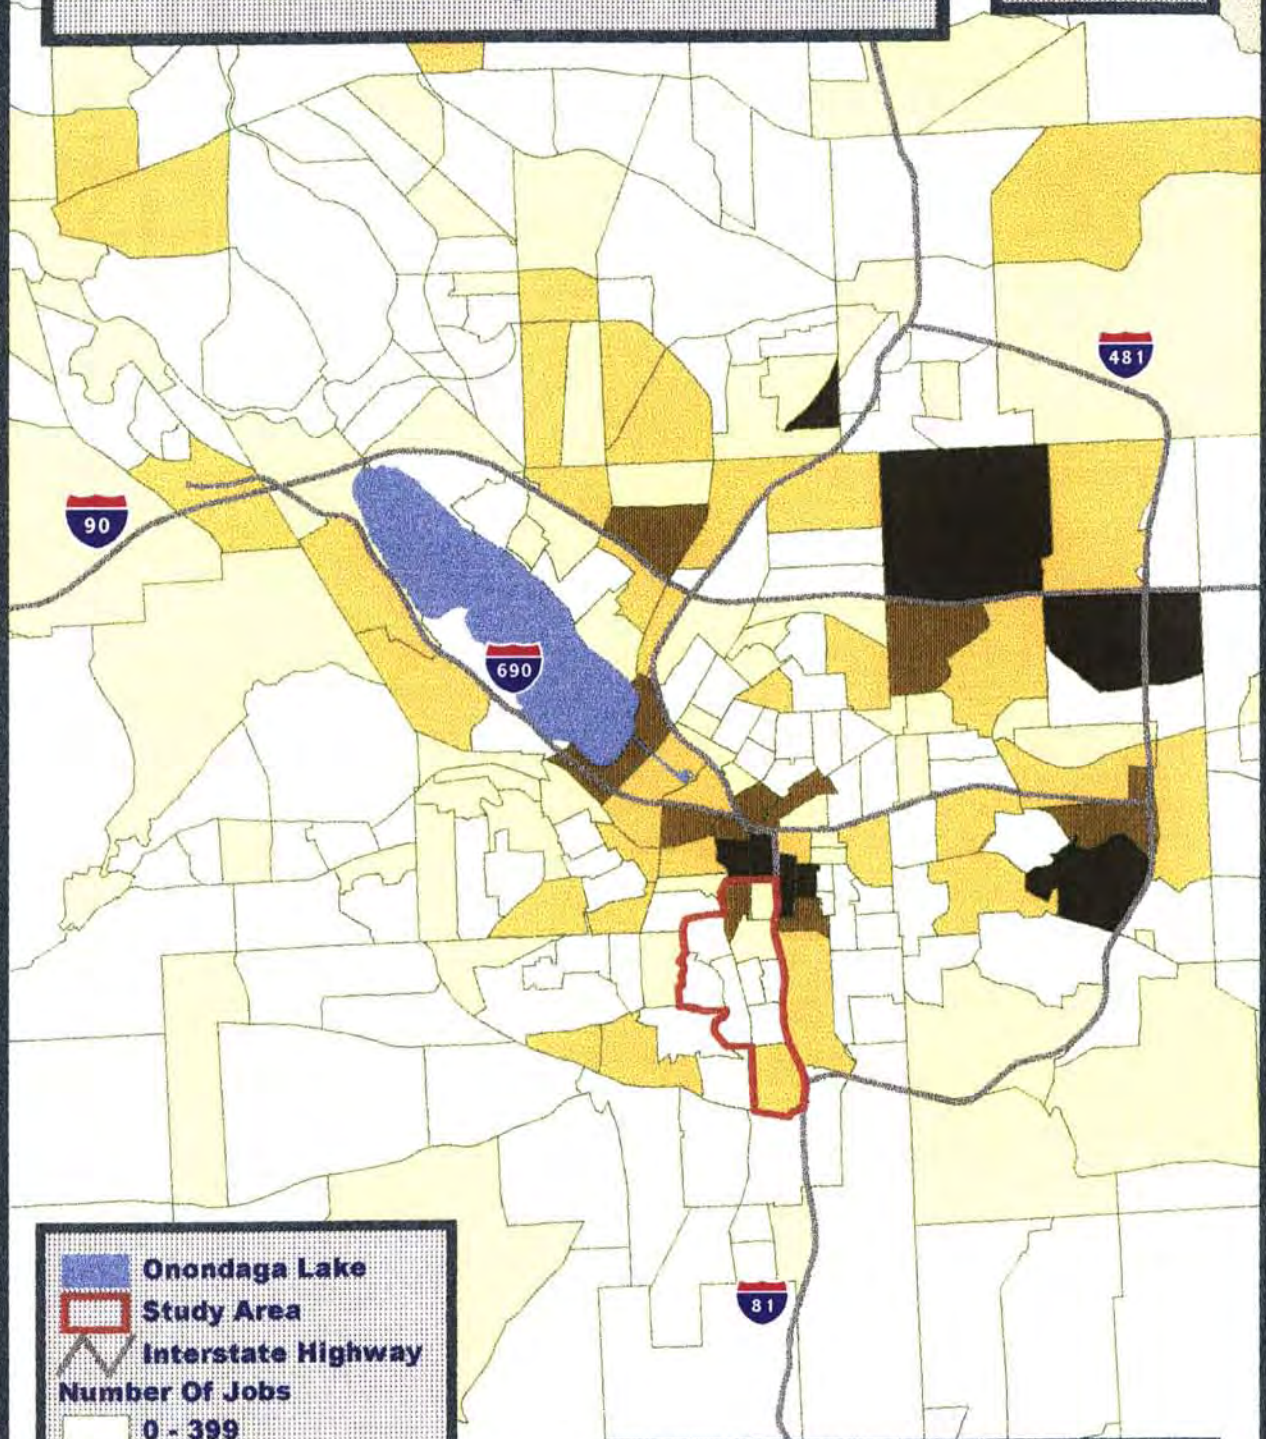 481
90
690
81
Onondaga Lake
Study Area
Interstate Highway
Number Of Jobs
0 - 399